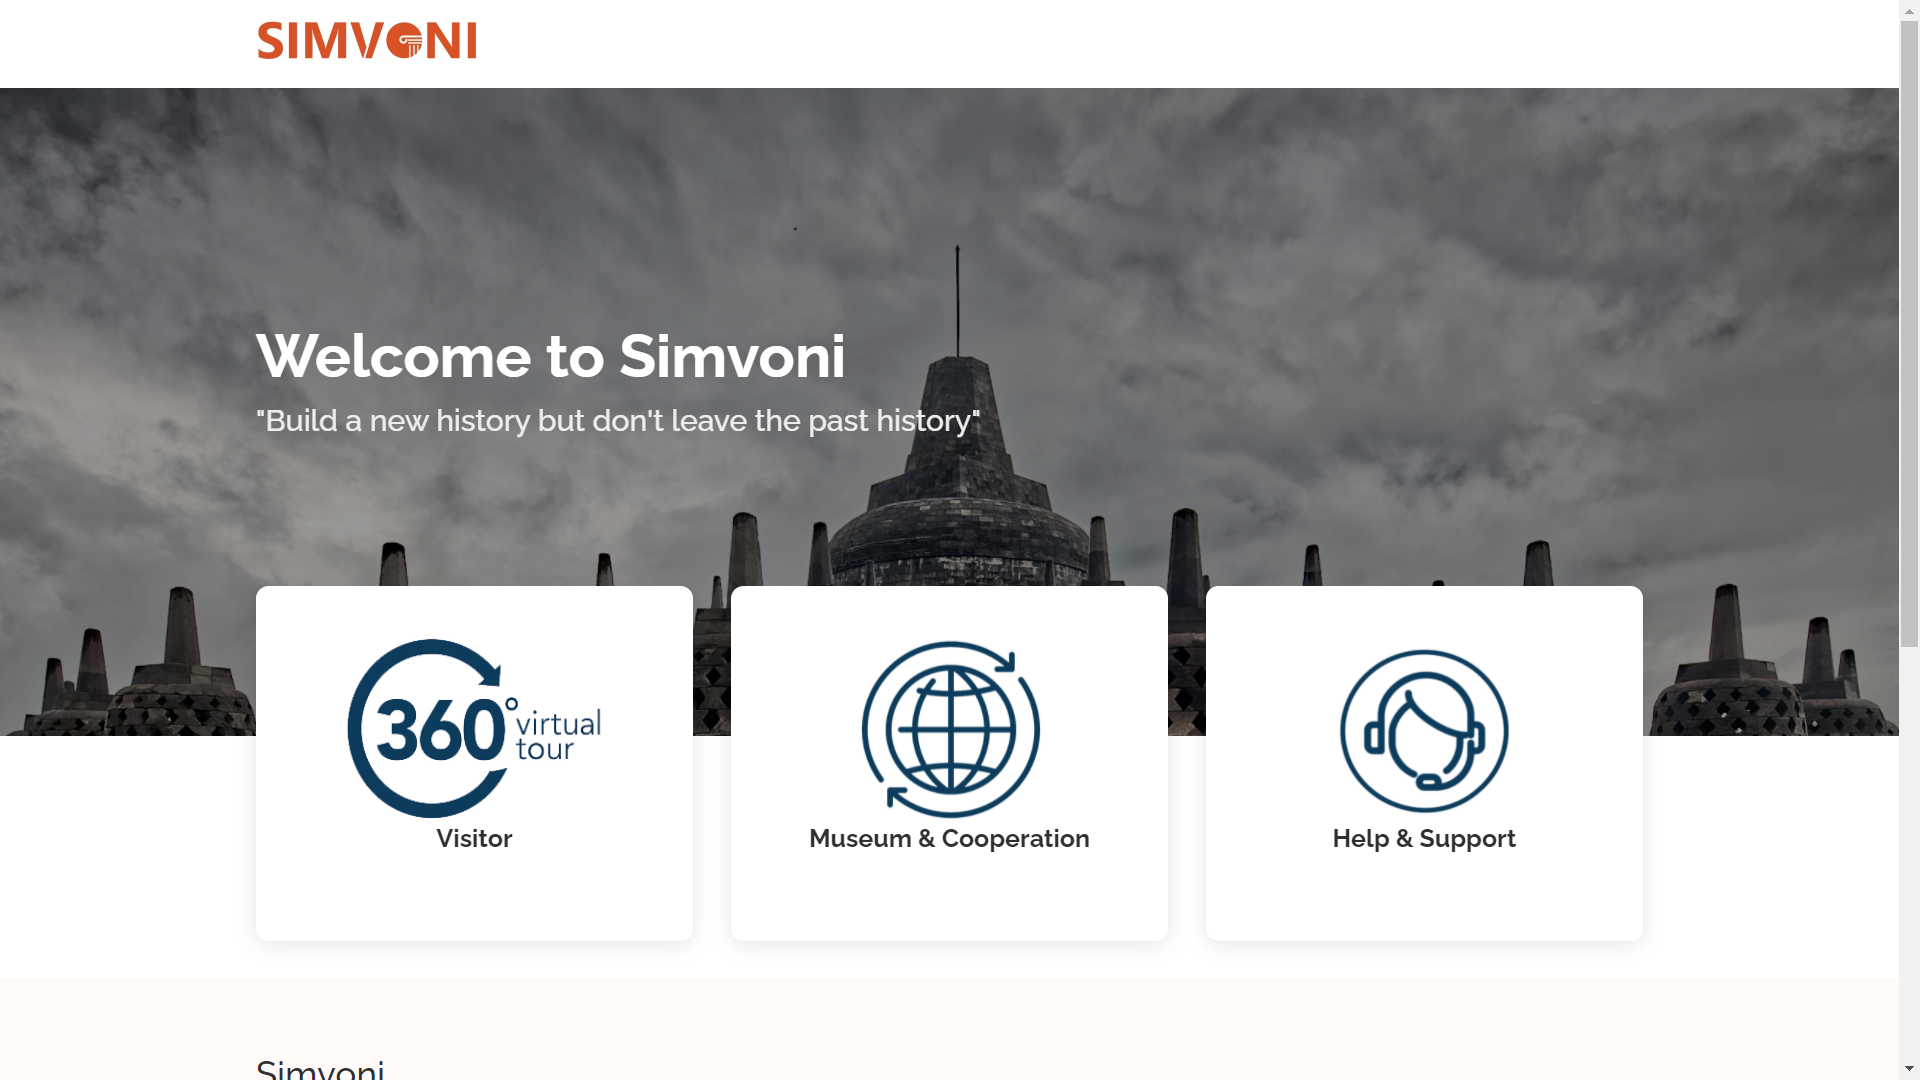 SIMVONI
Welcome to Simvoni
"Build a new history but don't leave the past history"
360° virtual tour
Visitor
Museum & Cooperation
Help & Support
Simvoni